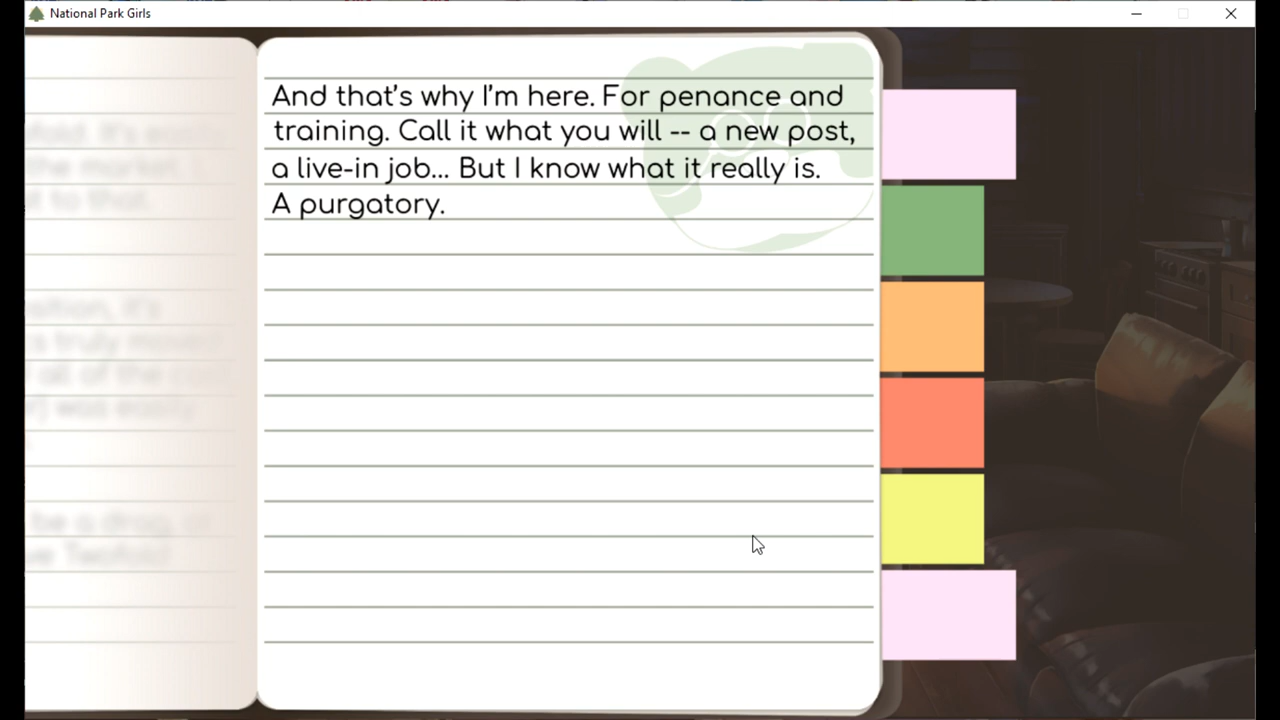 National Park Girls
And that's why I'm here. For penance and
training. Call it what you will -- a new post,
a live-in job... But I know what it really is.
A purgatory.